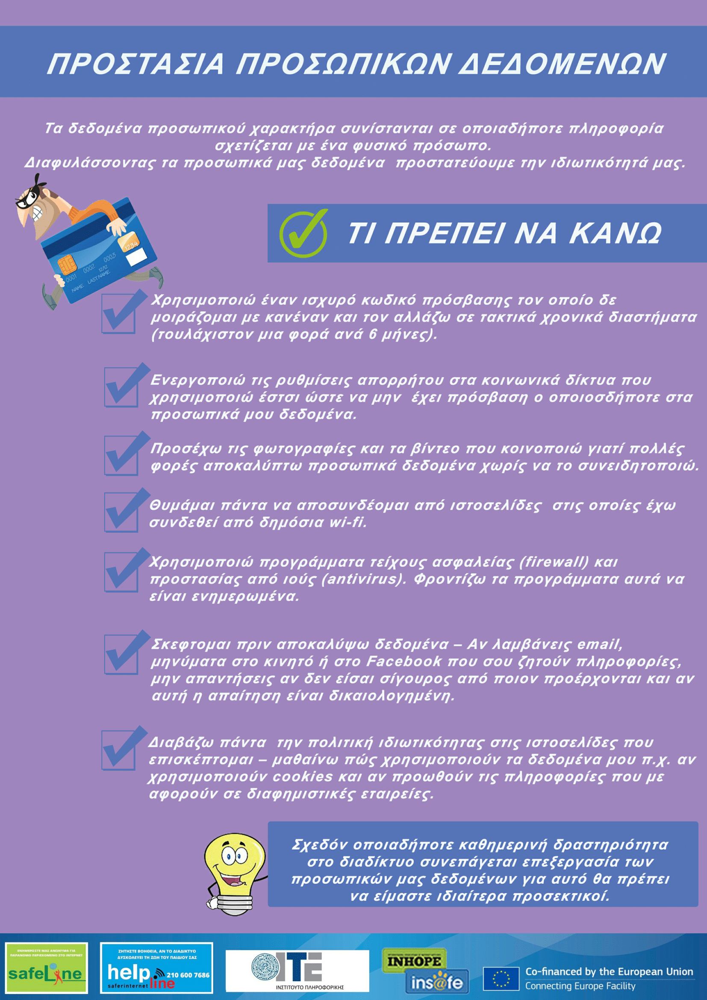 ΠΡΟΣΤΑΣΙΑ ΠΡΟΣΩΠΙΚΩΝ ΔΕΔΟΜΕΝΩΝ
Τα δεδομένα προσωπικού χαρακτήρα συνίστανται σε οποιαδήποτε πληροφορία
σχετίζεται με ένα φυσικό πρόσωπο.
Διαφυλάσσοντας τα προσωπικά μας δεδομένα προστατεύουμε την ιδιωτικότητά μας.
1234
0001 0002 0003
12/12
NAME LAST NAME
ΤΙ ΠΡΕΠΕΙ ΝΑ ΚΑΝΩ
Χρησιμοποιώ έναν ισχυρό κωδικό πρόσβασης τον οποίο δε
μοιράζομαι με κανέναν και τον αλλάζω σε τακτικά χρονικά διαστήματα
(τουλάχιστον μια φορά ανά 6 μήνες).
Ενεργοποιώ τις ρυθμίσεις απορρήτου στα κοινωνικά δίκτυα που
χρησιμοποιώ έστσι ώστε να μην έχει πρόσβαση ο οποιοσδήποτε στα
προσωπικά μου δεδομένα.
Προσέχω τις φωτογραφίες και τα βίντεο που κοινοποιώ γιατί πολλές
φορές αποκαλύπτω προσωπικά δεδομένα χωρίς να το συνειδητοποιώ.
Θυμάμαι πάντα να αποσυνδέομαι από ιστοσελίδες στις οποίες έχω
συνδεθεί από δημόσια wi-fi.
Χρησιμοποιώ προγράμματα τείχους ασφαλείας (firewall) και
προστασίας από ιούς (antivirus). Φροντίζω τα προγράμματα αυτά να
είναι ενημερωμένα.
Σκεφτομαι πριν αποκαλύψω δεδομένα – Αν λαμβάνεις email,
μηνύματα στο κινητό ή στο Facebook που σου ζητούν πληροφορίες,
μην απαντήσεις αν δεν είσαι σίγουρος από ποιον προέρχονται και αν
αυτή η απαίτηση είναι δικαιολογημένη.
Διαβάζω πάντα την πολιτική ιδιωτικότητας στις ιστοσελίδες που
επισκέπτομαι – μαθαίνω πώς χρησιμοποιούν τα δεδομένα μου π.χ. αν
χρησιμοποιούν cookies και αν προωθούν τις πληροφορίες που με
αφορούν σε διαφημιστικές εταιρείες.
Σχεδόν οποιαδήποτε καθημερινή δραστηριότητα
στο διαδίκτυο συνεπάγεται επεξεργασία των
προσωπικών μας δεδομένων για αυτό θα πρέπει
να είμαστε ιδιαίτερα προσεκτικοί.
ΕΝΗΜΕΡΩΣΤΕ ΜΑΣ ΑΝΩΝΥΜΑ ΓΙΑ
ΠΑΡΑΝΟΜΟ ΠΕΡΙΕΧΟΜΕΝΟ ΣΤΟ ΙΝΤΕΡΝΕΤ
safeLine
ΖΗΤΗΣΤΕ ΒΟΗΘΕΙΑ, ΑΝ ΤΟ ΔΙΑΔΙΚΤΥΟ
ΔΥΣΚΟΛΕΥΕΙ ΤΗ ΖΩΗ ΤΟΥ ΠΑΙΔΙΟΥ ΣΑΣ
help line 210 600 7686
saferinternet
ΙΤΕ
ΙΝΣΤΙΤΟΥΤΟ ΠΛΗΡΟΦΟΡΙΚΗΣ
INHOPE
ins@fe
Co-financed by the European Union
Connecting Europe Facility